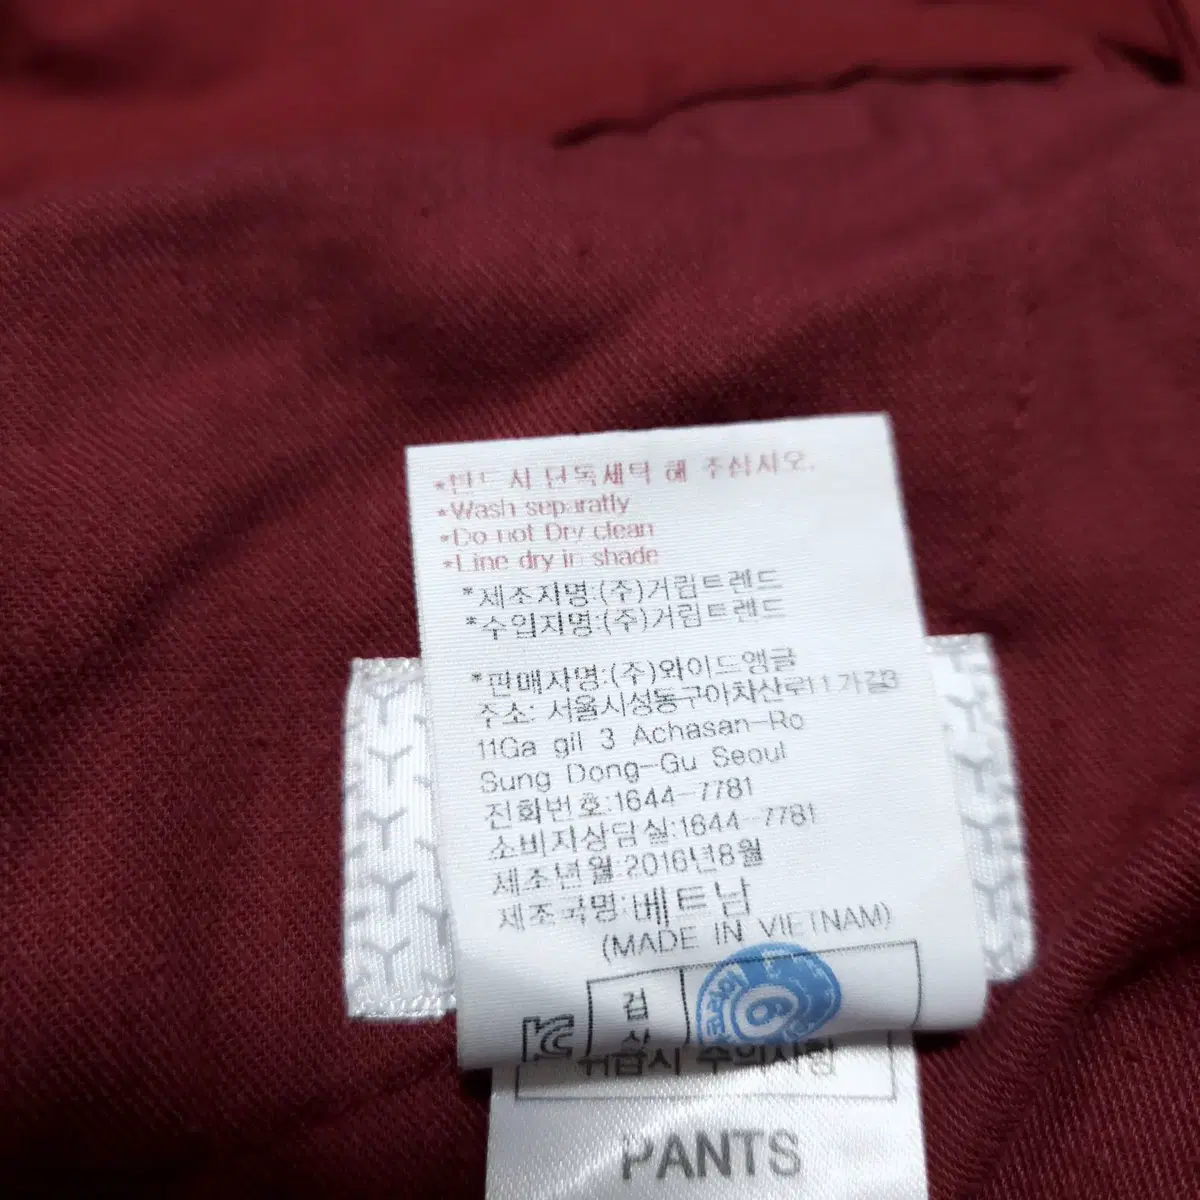 *반드시 단독세탁 해 주십시오.
*Wash separatly
*Do not Dry clean
*Line dry in shade
*제조자명:(주)거림트렌드
*수입자명:(주)거림트렌드
*판매자명:(주)와이드앵글
주소: 서울시성동구아차산로11가길3
11Ga gil 3 Achasan-Ro
Sung Dong-Gu Seoul
전화번호:1644-7781
소비자상담실:1644-7781
제조년월:2016년8월
제조국명:베트남
(MADE IN VIETNAM)
검
6
취급시 주의사항
PANTS